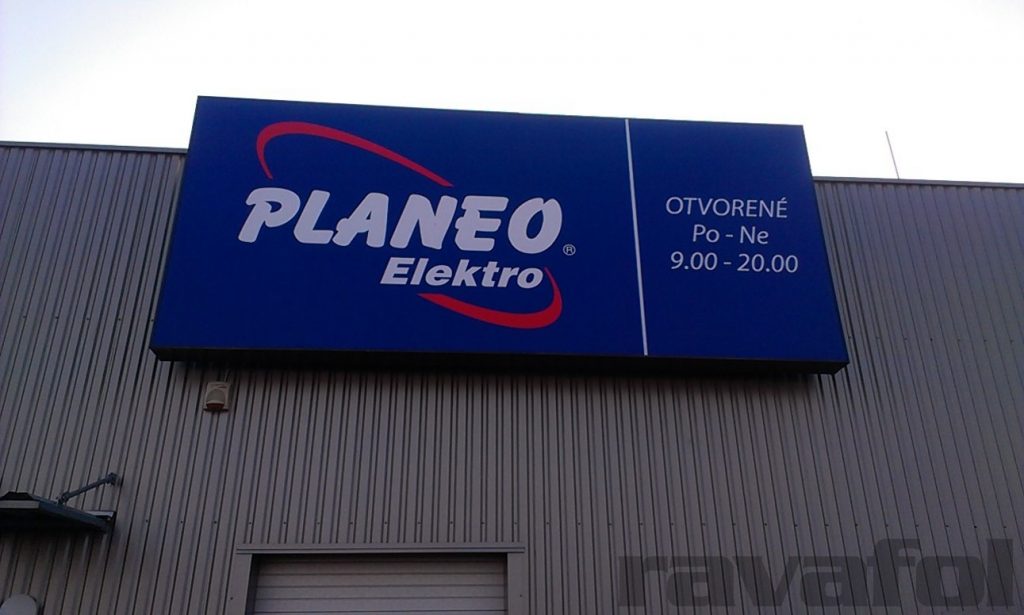 PLANEO®
Elektro
OTVORENÉ
Po - Ne
9.00 - 20.00
ravafol